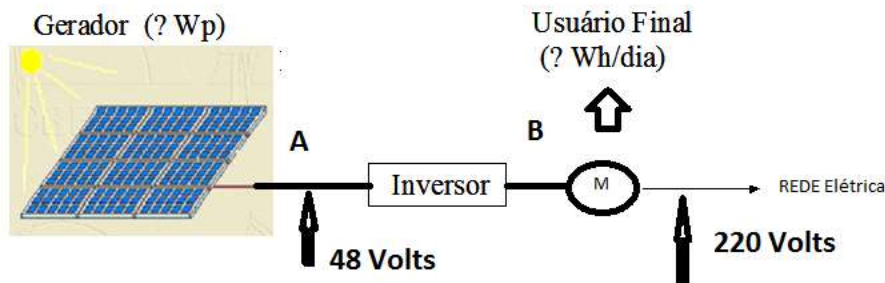 Gerador (? Wp)
Usuário Final
(? Wh/dia)
A
B
Inversor
M
REDE Elétrica
48 Volts
220 Volts